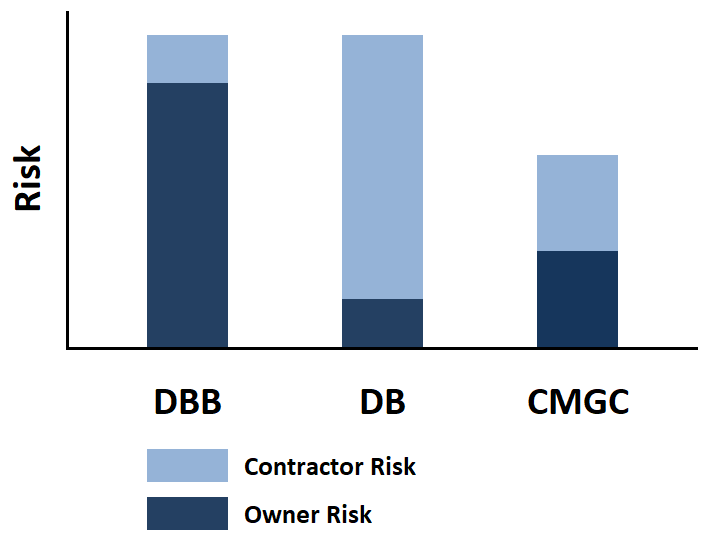 Risk
DBB
DB
CMGC
Contractor Risk
Owner Risk